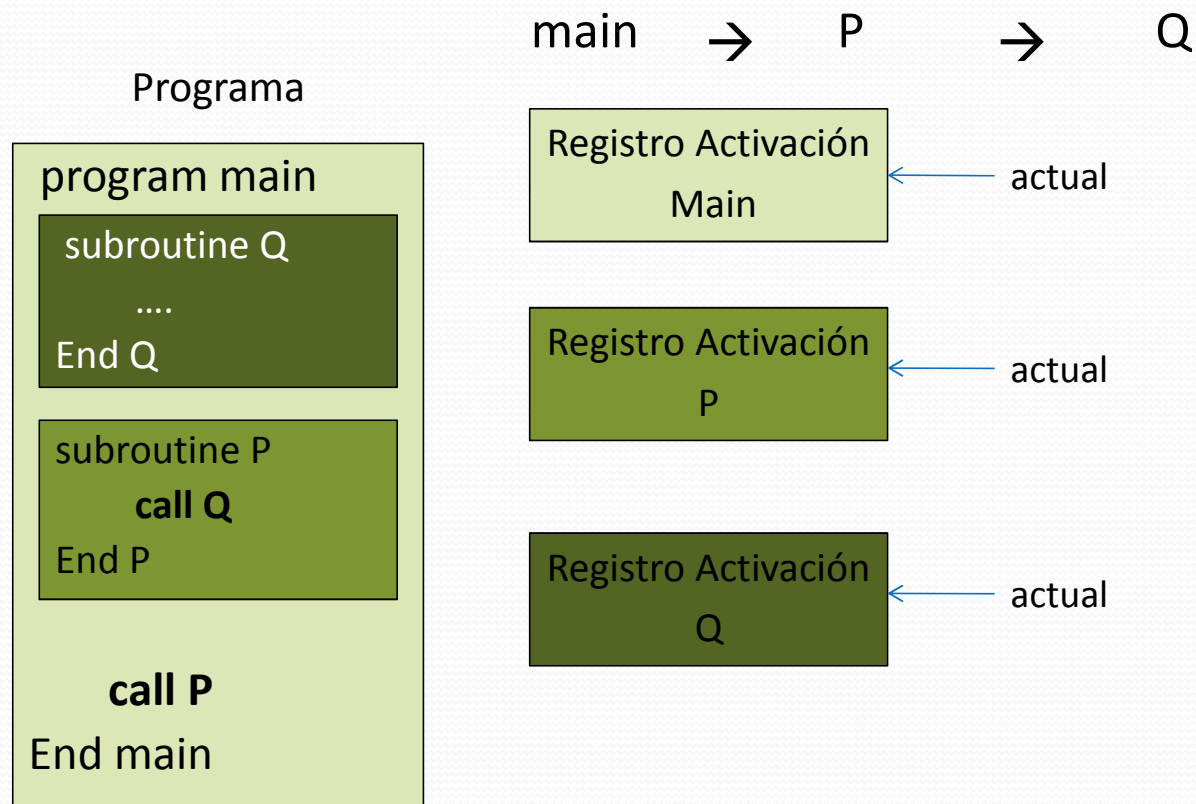 main → P → Q
Programa
program main
subroutine Q
....
End Q
subroutine P
call Q
End P
call P
End main
Registro Activación
Main
actual
Registro Activación
P
actual
Registro Activación
Q
actual